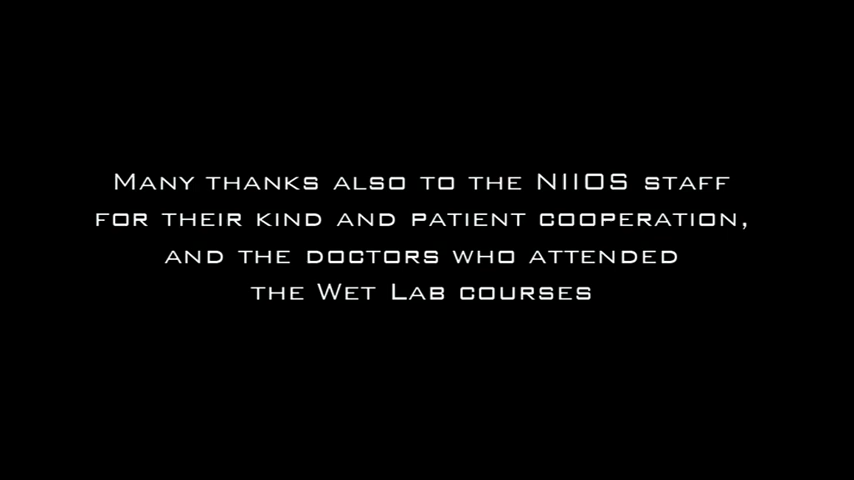 Many thanks also to the NIIOS staff
for their kind and patient cooperation,
and the doctors who attended
the Wet Lab courses